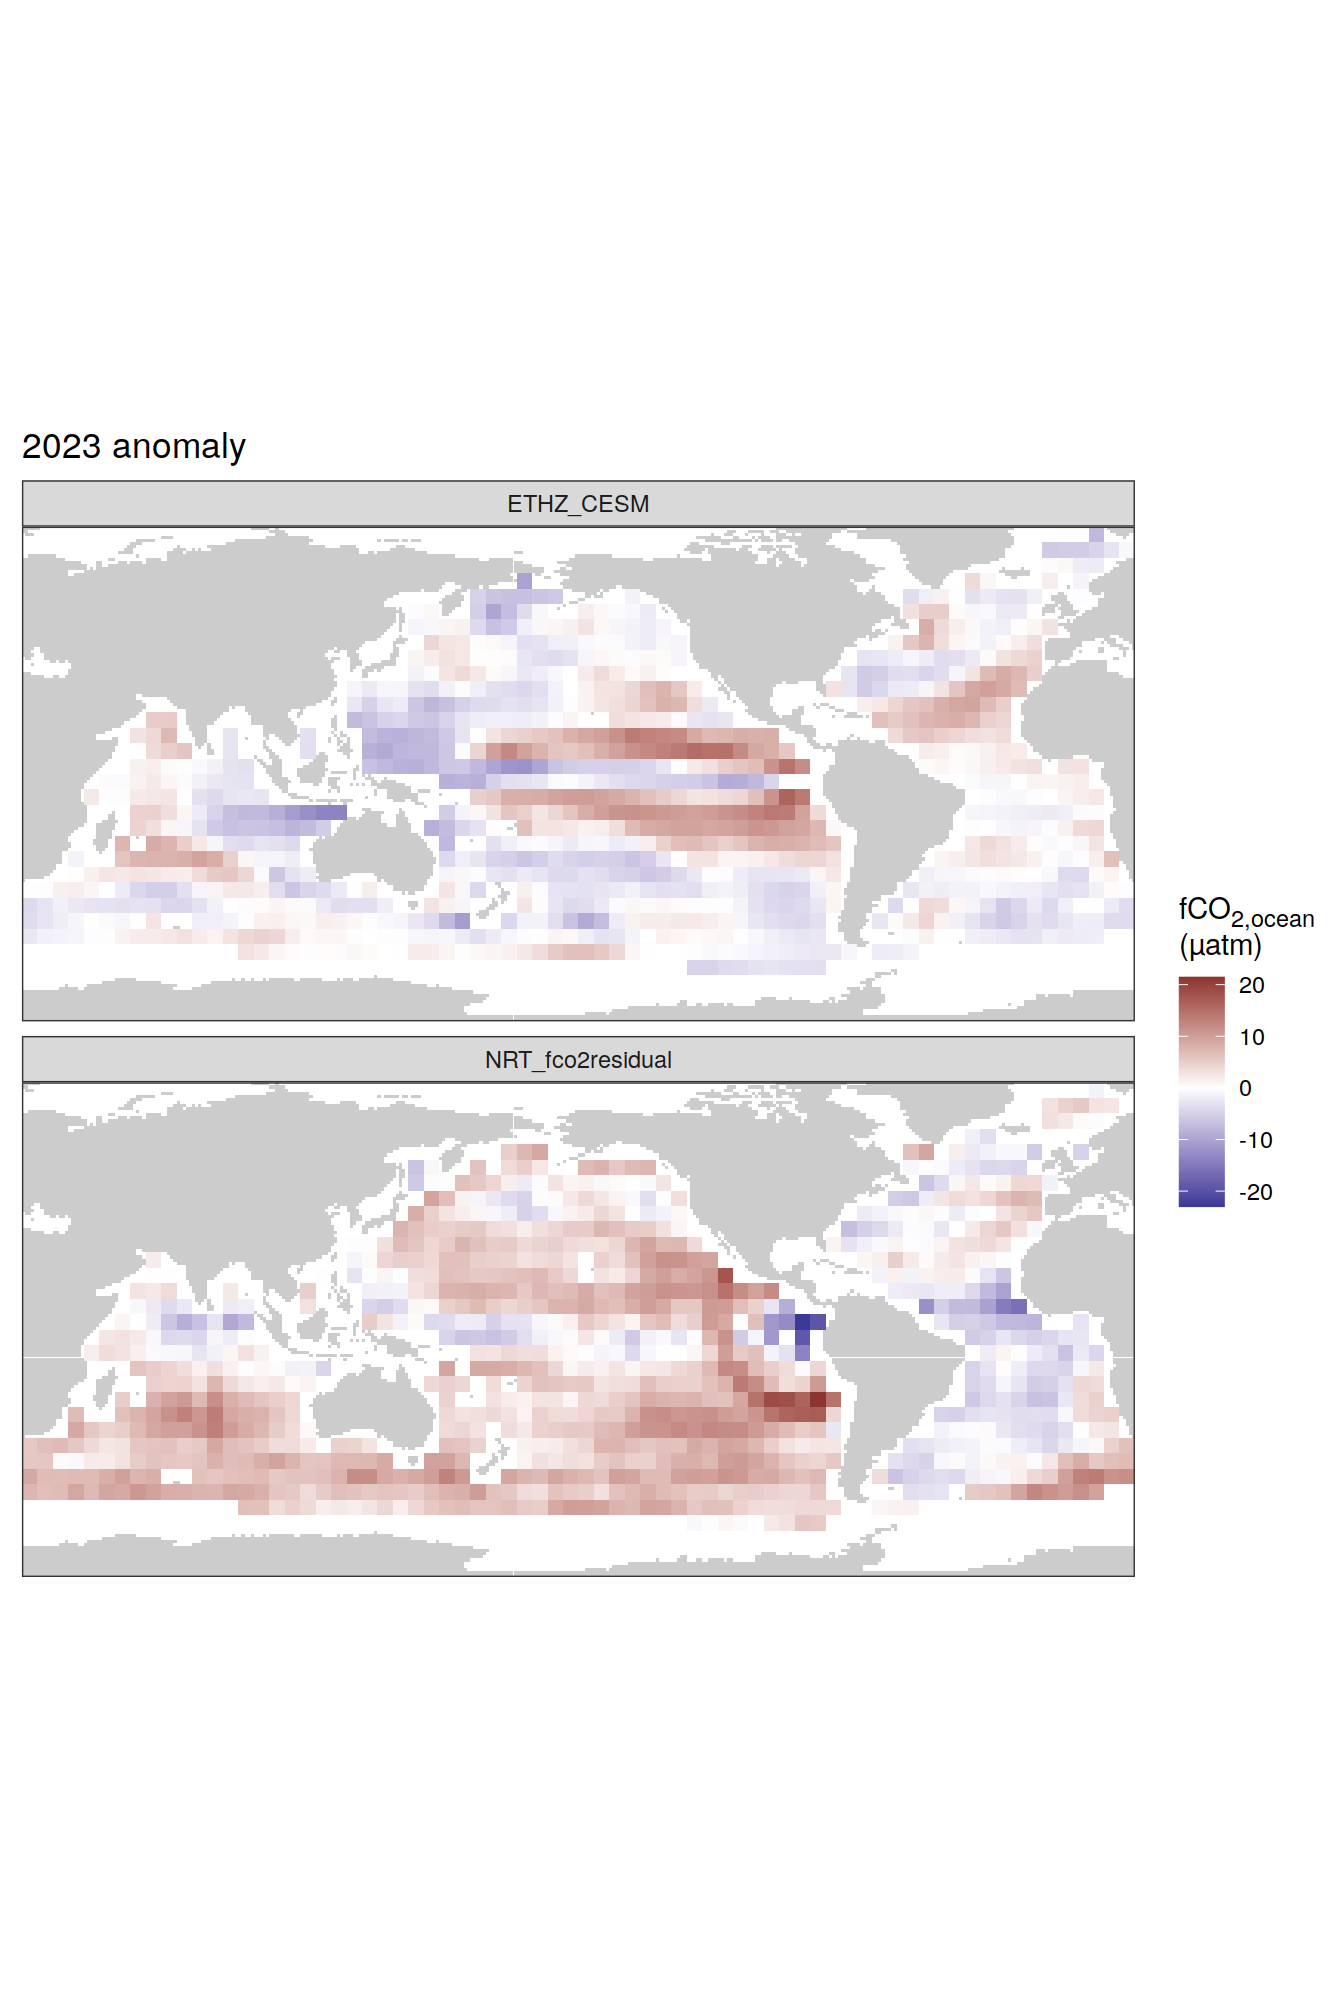 2023 anomaly
ETHZ_CESM
NRT_fco2residual
fCO2,ocean
(µatm)
20
10
0
-10
-20